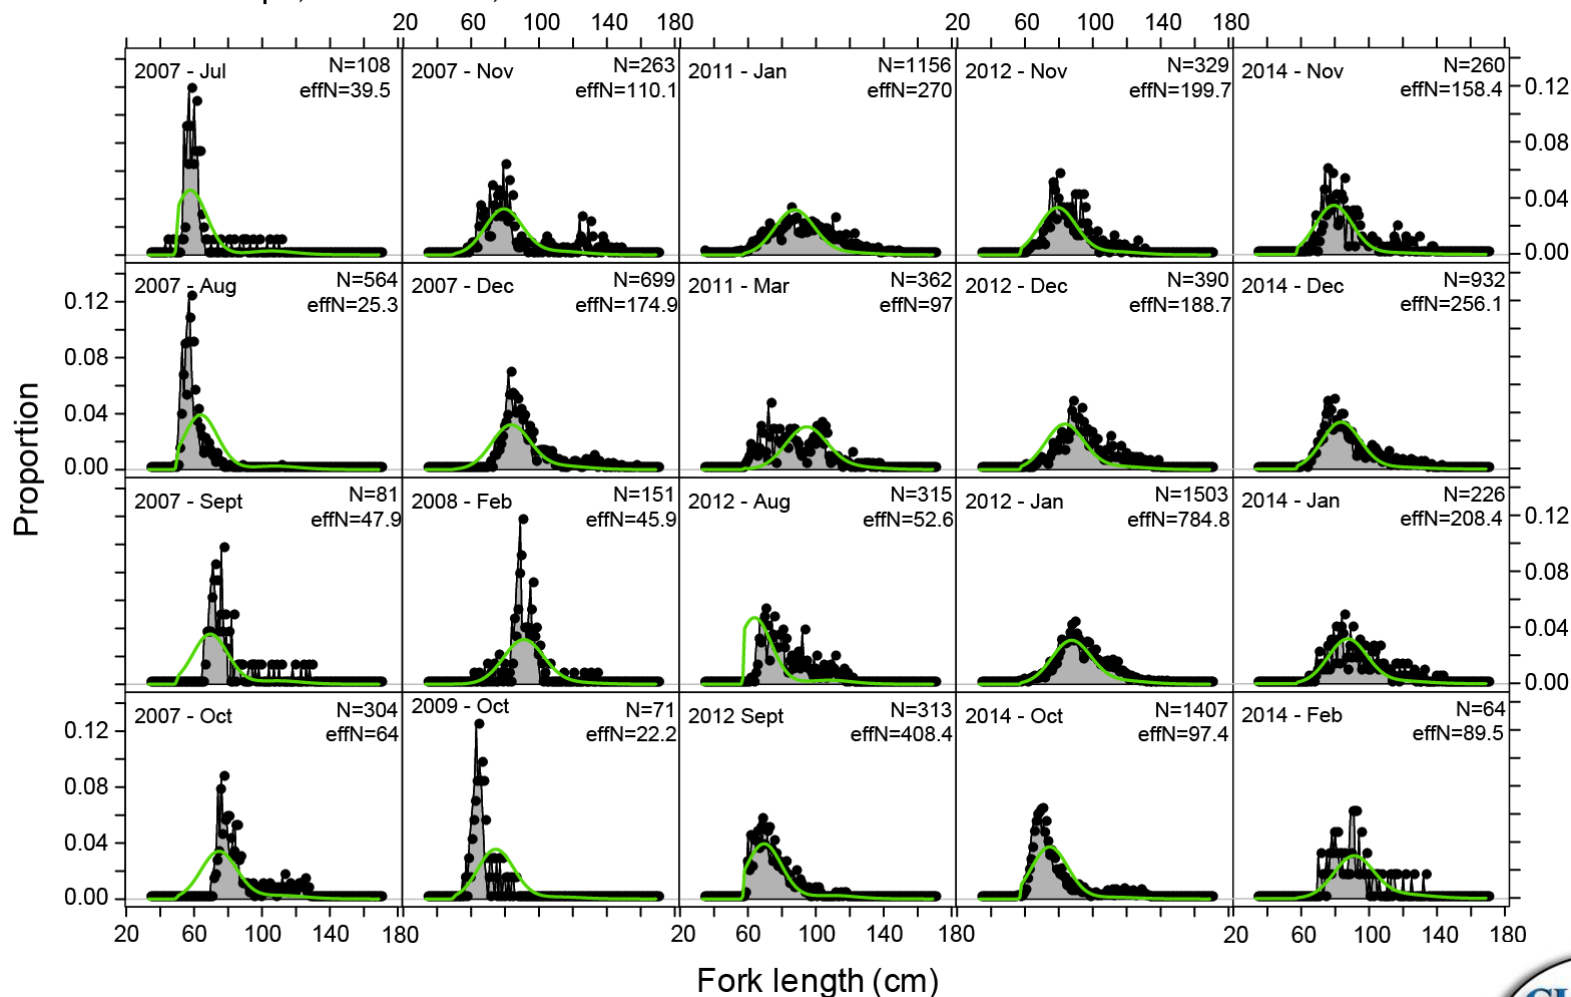 20 60 100 140 180 20 60 100 140 180
2007 - Jul N=108 effN=39.5
2007 - Nov N=263 effN=110.1
2011 - Jan N=1156 effN=270
2012 - Nov N=329 effN=199.7
2014 - Nov N=260 effN=158.4
0.12
0.08
0.04
0.00
2007 - Aug N=564 effN=25.3
2007 - Dec N=699 effN=174.9
2011 - Mar N=362 effN=97
2012 - Dec N=390 effN=188.7
2014 - Dec N=932 effN=256.1
0.12
0.08
0.04
0.00
Proportion
2007 - Sept N=81 effN=47.9
2008 - Feb N=151 effN=45.9
2012 - Aug N=315 effN=52.6
2012 - Jan N=1503 effN=784.8
2014 - Jan N=226 effN=208.4
0.12
0.08
0.04
0.00
2007 - Oct N=304 effN=64
2009 - Oct N=71 effN=22.2
2012 Sept N=313 effN=408.4
2014 - Oct N=1407 effN=97.4
2014 - Feb N=64 effN=89.5
0.12
0.08
0.04
0.00
20 60 100 140 180 20 60 100 140 180 20 60 100 140 180
Fork length (cm)